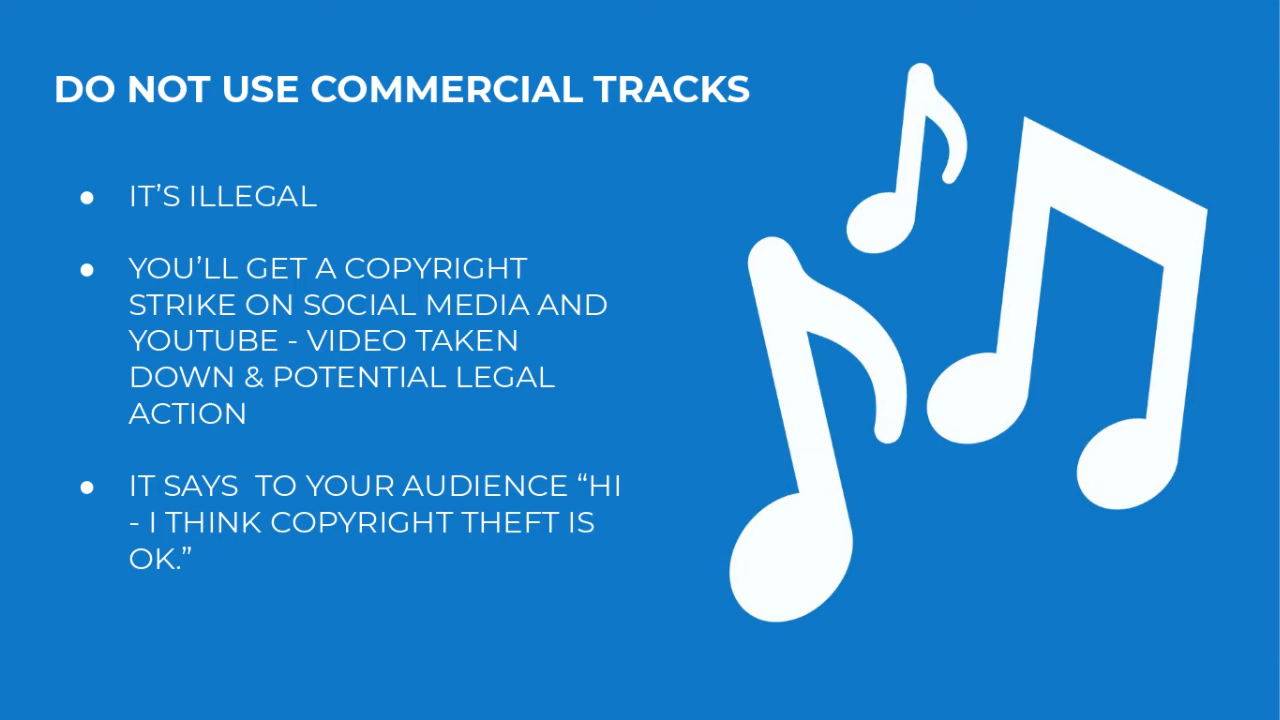 DO NOT USE COMMERCIAL TRACKS
● IT’S ILLEGAL
● YOU’LL GET A COPYRIGHT
STRIKE ON SOCIAL MEDIA AND
YOUTUBE - VIDEO TAKEN
DOWN & POTENTIAL LEGAL
ACTION
● IT SAYS  TO YOUR AUDIENCE “HI
- I THINK COPYRIGHT THEFT IS
OK.”